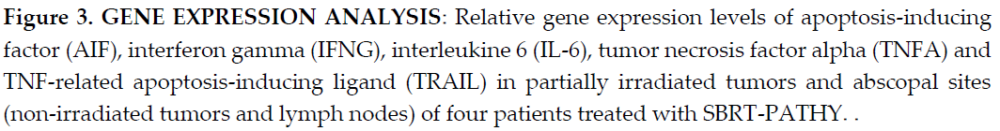 Figure 3. GENE EXPRESSION ANALYSIS: Relative gene expression levels of apoptosis-inducing
factor (AIF), interferon gamma (IFNG), interleukine 6 (IL-6), tumor necrosis factor alpha (TNFA) and
TNF-related apoptosis-inducing ligand (TRAIL) in partially irradiated tumors and abscopal sites
(non-irradiated tumors and lymph nodes) of four patients treated with SBRT-PATHY. .